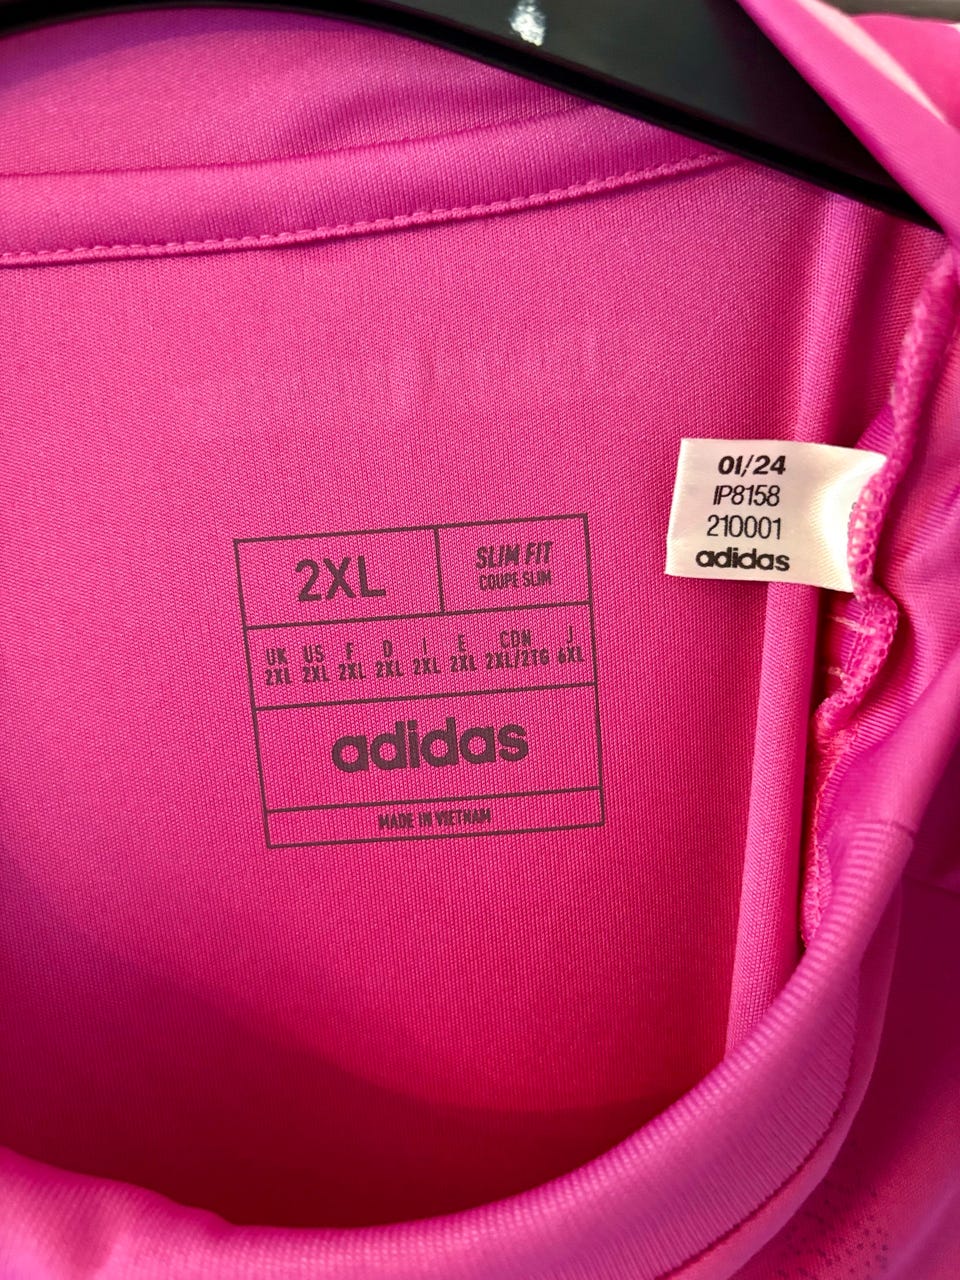 01/24
IP8158
210001
adidas
2XL
SLIM FIT
COUPE SLIM
UK US F D I E CDN J
2XL 2XL 2XL 2XL 2XL 2XL 2XL/2TG 6XL
adidas
MADE IN VIETNAM